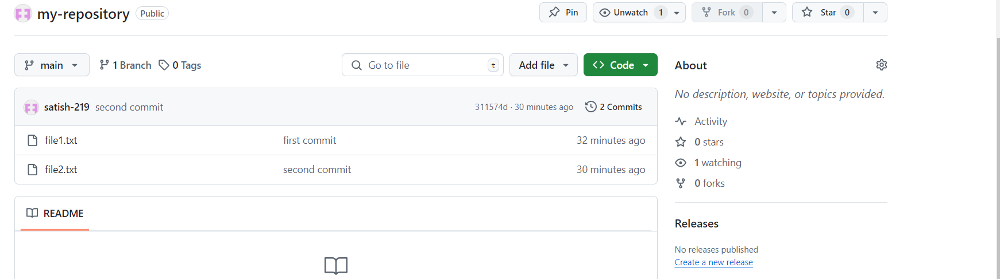 my-repository Public Pin Unwatch 1 Fork 0 Star 0
main 1 Branch 0 Tags Go to file t Add file Code
satish-219 second commit 311574d · 30 minutes ago 2 Commits
file1.txt first commit 32 minutes ago
file2.txt second commit 30 minutes ago
README
About
No description, website, or topics provided.
Activity
0 stars
1 watching
0 forks
Releases
No releases published
Create a new release